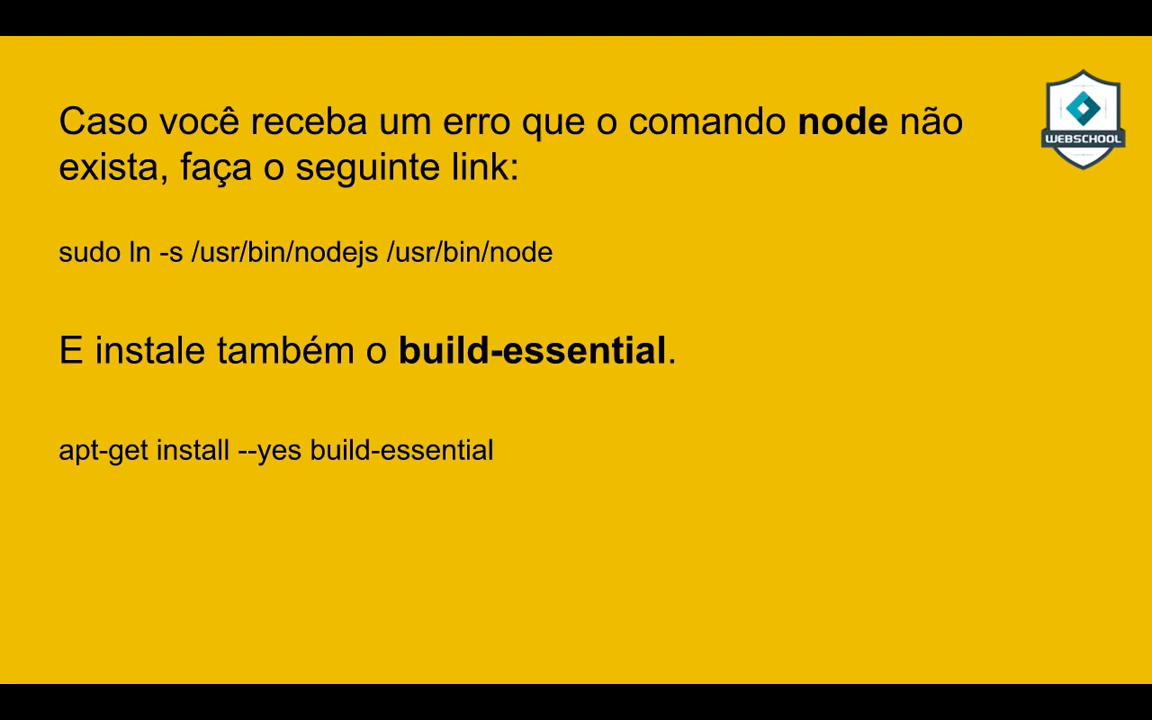 Caso você receba um erro que o comando node não
exista, faça o seguinte link:
WEBSCHOOL
sudo ln -s /usr/bin/nodejs /usr/bin/node
E instale também o build-essential.
apt-get install --yes build-essential